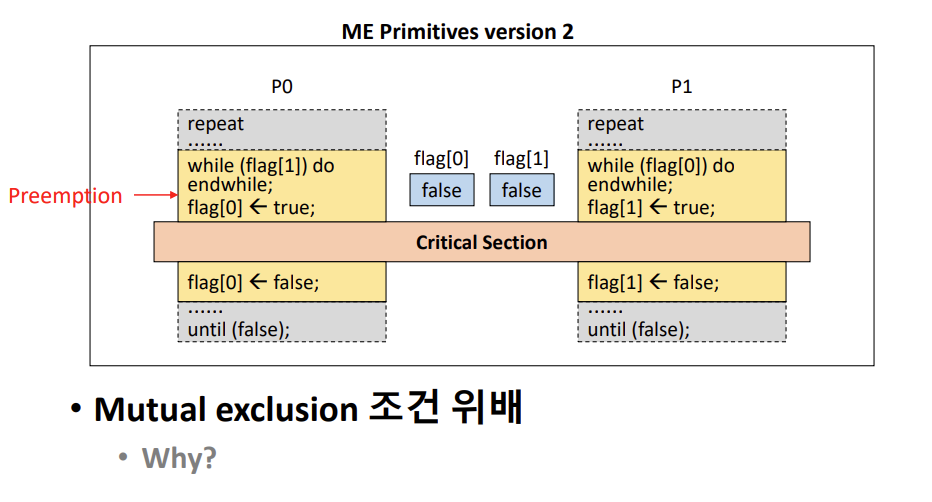 ME Primitives version 2
P0
P1
repeat
......
while (flag[1]) do
endwhile;
flag[0] ← true;
Preemption
flag[0]
flag[1]
false
false
repeat
......
while (flag[0]) do
endwhile;
flag[1] ← true;
Critical Section
flag[0] ← false;
......
until (false);
flag[1] ← false;
......
until (false);
• Mutual exclusion 조건 위배
• Why?